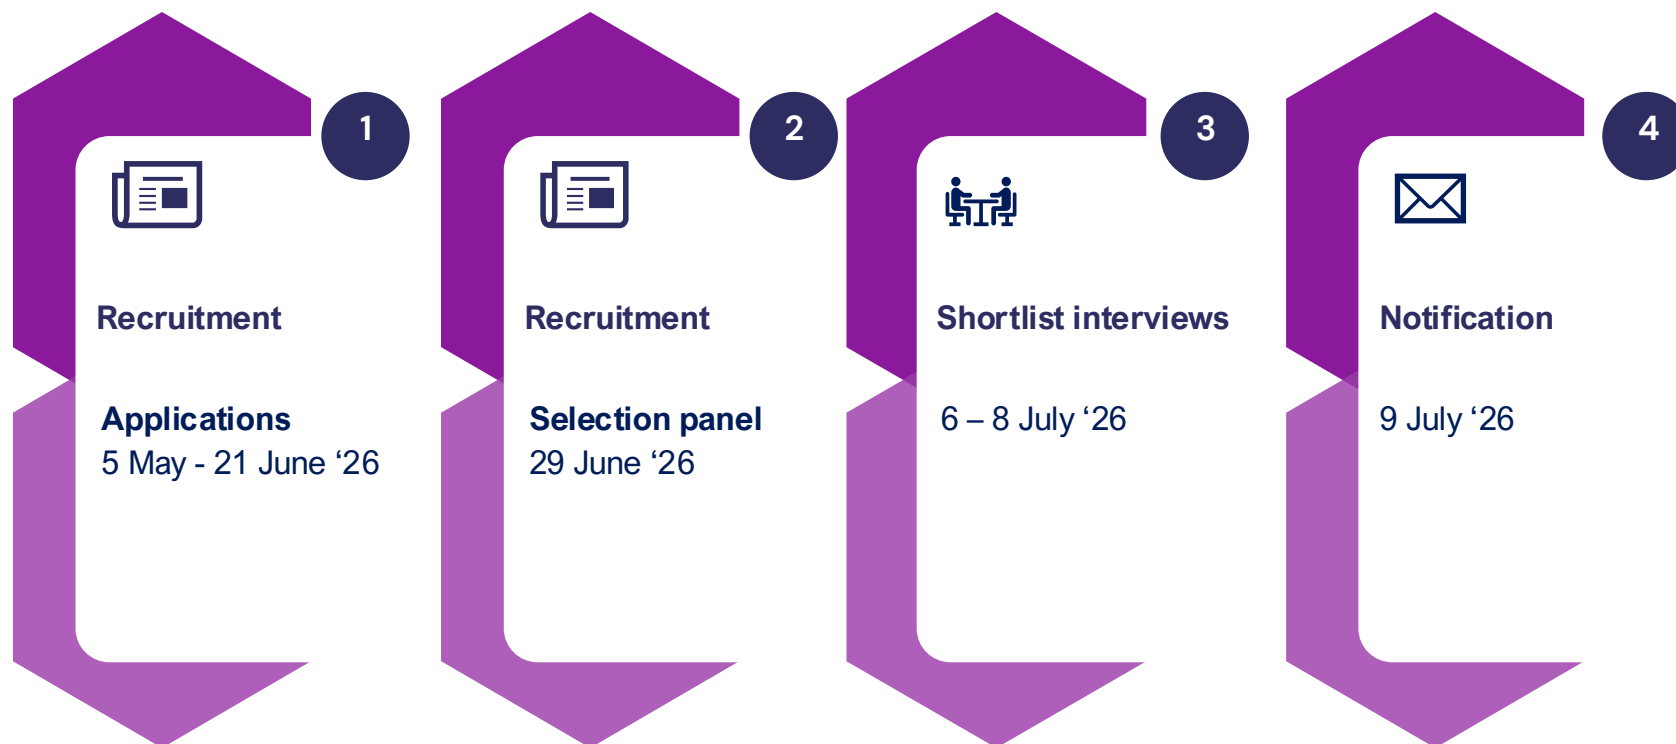 1
Recruitment
Applications
5 May - 21 June ‘26
2
Recruitment
Selection panel
29 June ‘26
3
Shortlist interviews
6 – 8 July ‘26
4
Notification
9 July ‘26